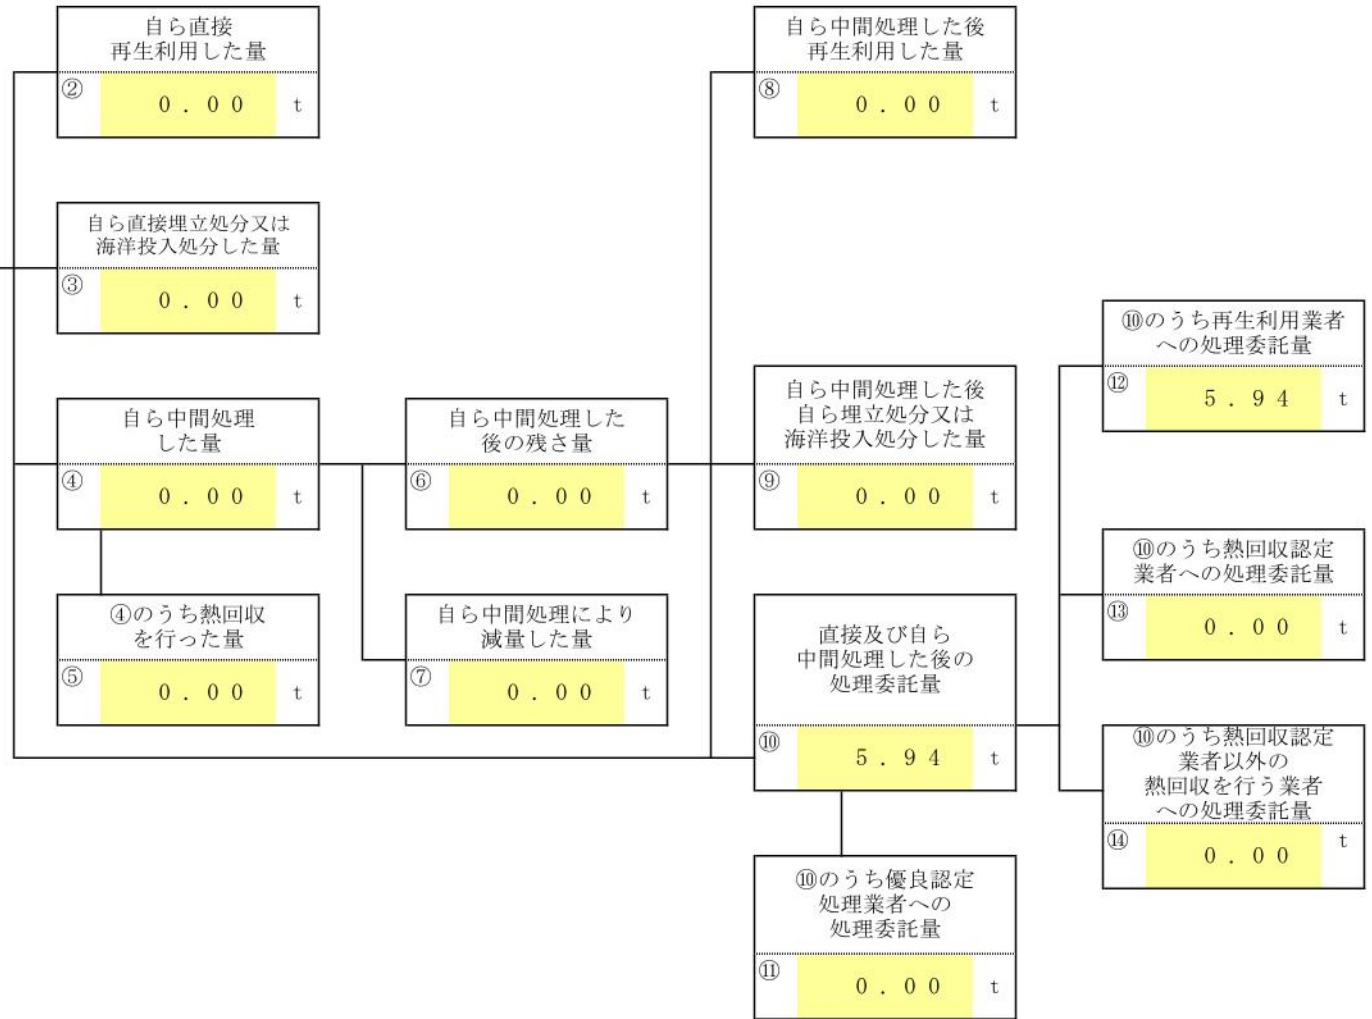 自ら直接
再生利用した量
② 0.00 t
自ら中間処理した後
再生利用した量
⑧ 0.00 t
自ら直接埋立処分又は
海洋投入処分した量
③ 0.00 t
⑩のうち再生利用業者
への処理委託量
⑫ 5.94 t
自ら中間処理
した量
④ 0.00 t
自ら中間処理した
後の残さ量
⑥ 0.00 t
自ら中間処理した後
自ら埋立処分又は
海洋投入処分した量
⑨ 0.00 t
⑩のうち熱回収認定
業者への処理委託量
⑬ 0.00 t
④のうち熱回収
を行った量
⑤ 0.00 t
自ら中間処理により
減量した量
⑦ 0.00 t
直接及び自ら
中間処理した後の
処理委託量
⑩ 5.94 t
⑩のうち熱回収認定
業者以外の
熱回収を行う業者
への処理委託量
⑭ 0.00 t
⑩のうち優良認定
処理業者への
処理委託量
⑪ 0.00 t